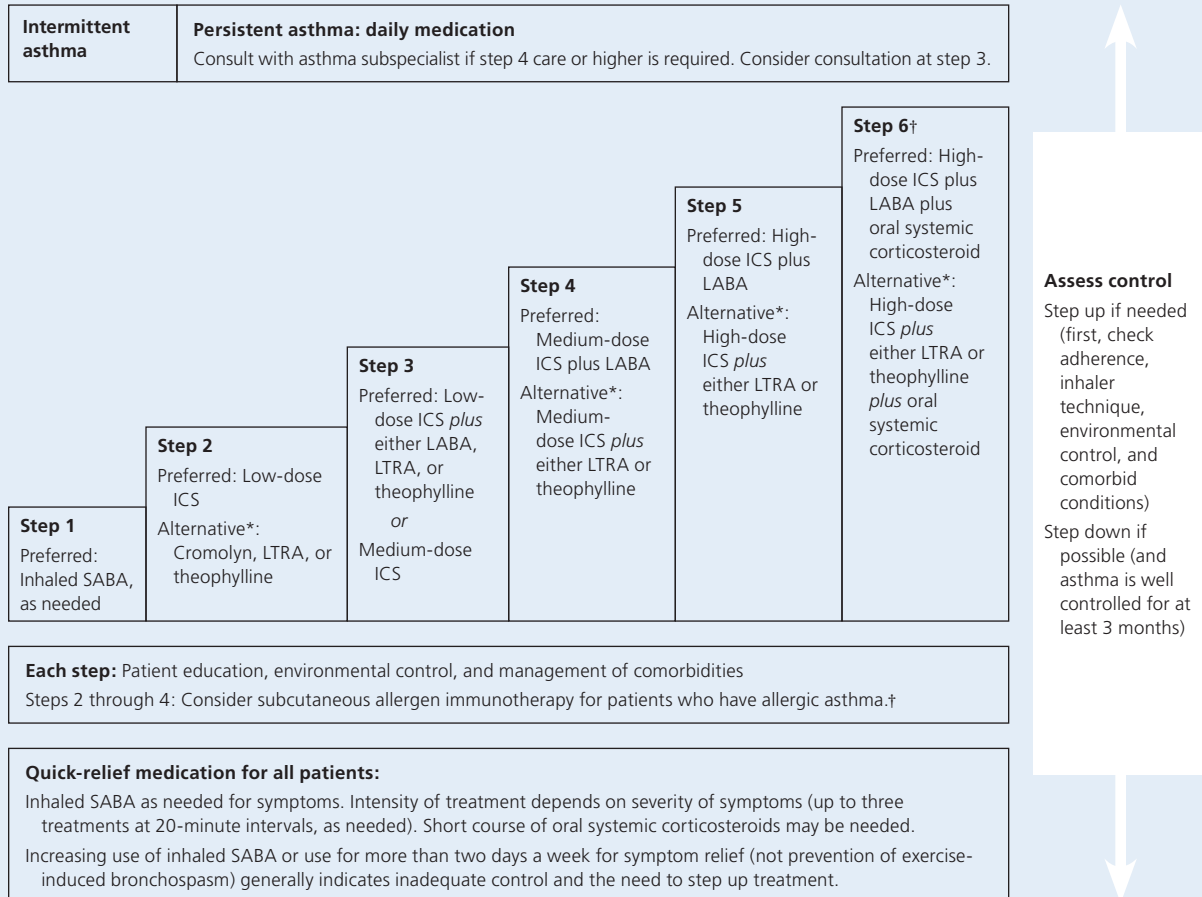 Intermittent
asthma
Persistent asthma: daily medication
Consult with asthma subspecialist if step 4 care or higher is required. Consider consultation at step 3.
Step 1
Preferred:
Inhaled SABA,
as needed
Step 2
Preferred: Low-dose
ICS
Alternative*:
Cromolyn, LTRA, or
theophylline
Step 3
Preferred: Low-
dose ICS plus
either LABA,
LTRA, or
theophylline
or
Medium-dose
ICS
Step 4
Preferred:
Medium-dose
ICS plus LABA
Alternative*:
Medium-
dose ICS plus
either LTRA or
theophylline
Step 5
Preferred: High-
dose ICS plus
LABA
Alternative*:
High-dose
ICS plus
either LTRA or
theophylline
Step 6†
Preferred: High-
dose ICS plus
LABA plus
oral systemic
corticosteroid
Alternative*:
High-dose
ICS plus
either LTRA or
theophylline
plus oral
systemic
corticosteroid
Assess control
Step up if needed
(first, check
adherence,
inhaler
technique,
environmental
control, and
comorbid
conditions)
Step down if
possible (and
asthma is well
controlled for at
least 3 months)
Each step: Patient education, environmental control, and management of comorbidities
Steps 2 through 4: Consider subcutaneous allergen immunotherapy for patients who have allergic asthma.†
Quick-relief medication for all patients:
Inhaled SABA as needed for symptoms. Intensity of treatment depends on severity of symptoms (up to three
treatments at 20-minute intervals, as needed). Short course of oral systemic corticosteroids may be needed.
Increasing use of inhaled SABA or use for more than two days a week for symptom relief (not prevention of exercise-
induced bronchospasm) generally indicates inadequate control and the need to step up treatment.